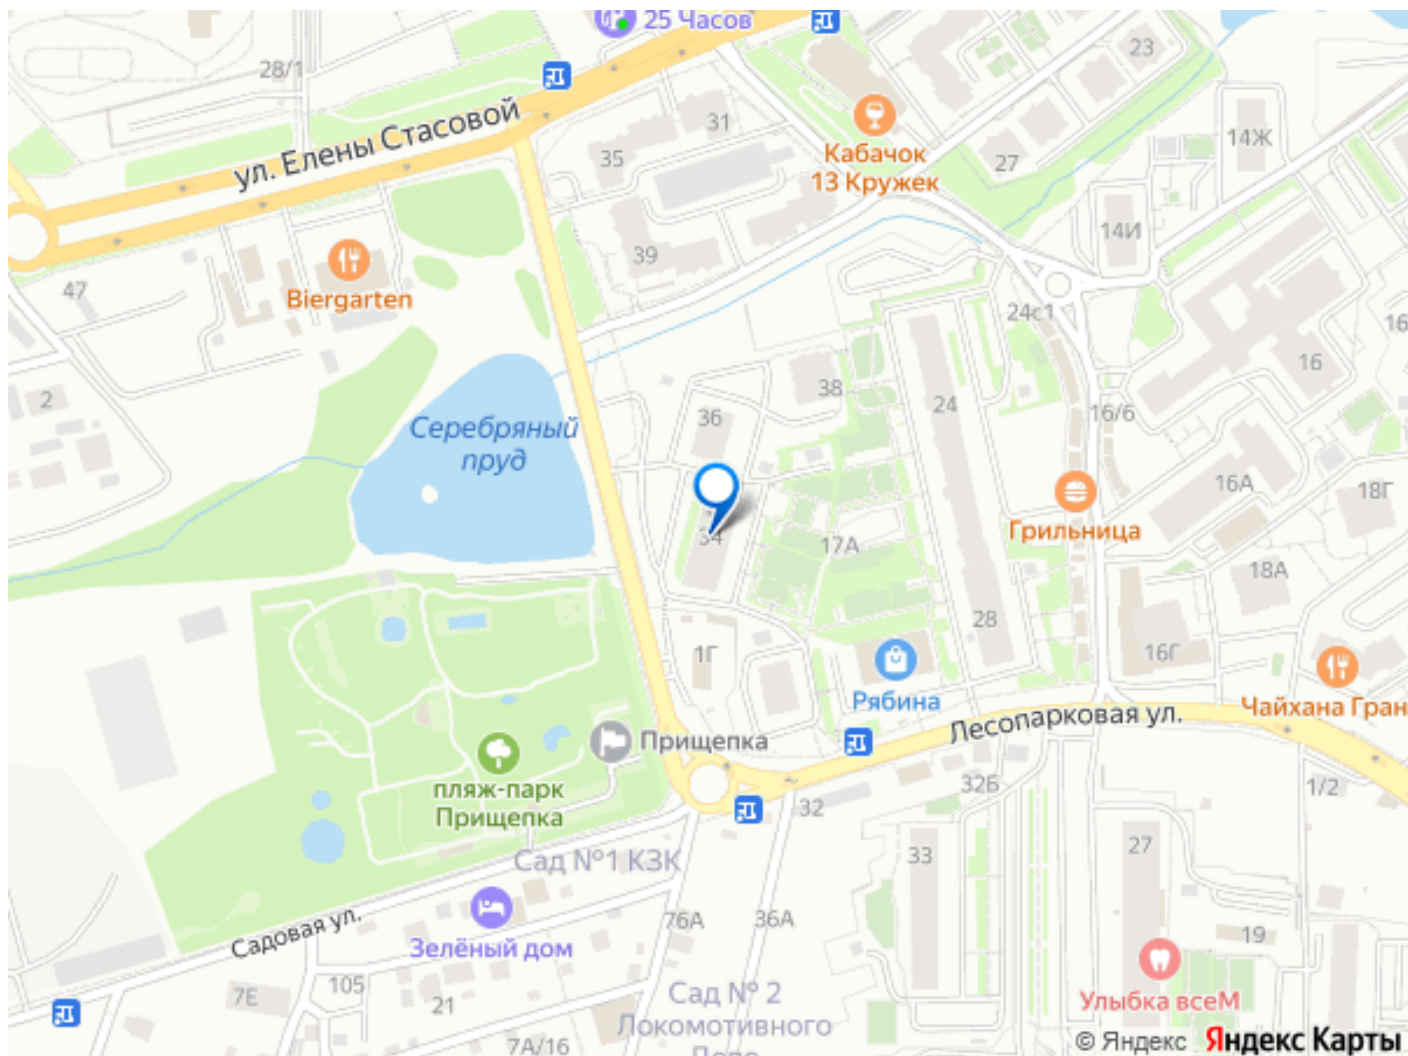 25 Часов
28/1
ул. Елены Стасовой
31
35
23
Кабачок
13 Кружек
27
14Ж
14И
39
Biergarten
47
24с1
16
16
2
38
36
24
16/6
Серебряный
пруд
16А
18Г
Грильница
34
17А
18А
28
16Г
1Г
Рябина
Чайхана Гран
Лесопарковая ул.
Прищепка
пляж-парк
Прищепка
32Б
1/2
32
Сад №1 КЗК
33
27
Садовая ул.
76А
36А
Зелёный дом
19
7Е
105
21
Сад № 2
Локомотивного
Депо
Улыбка всеМ
7А/16
© Яндекс Яндекс Карты